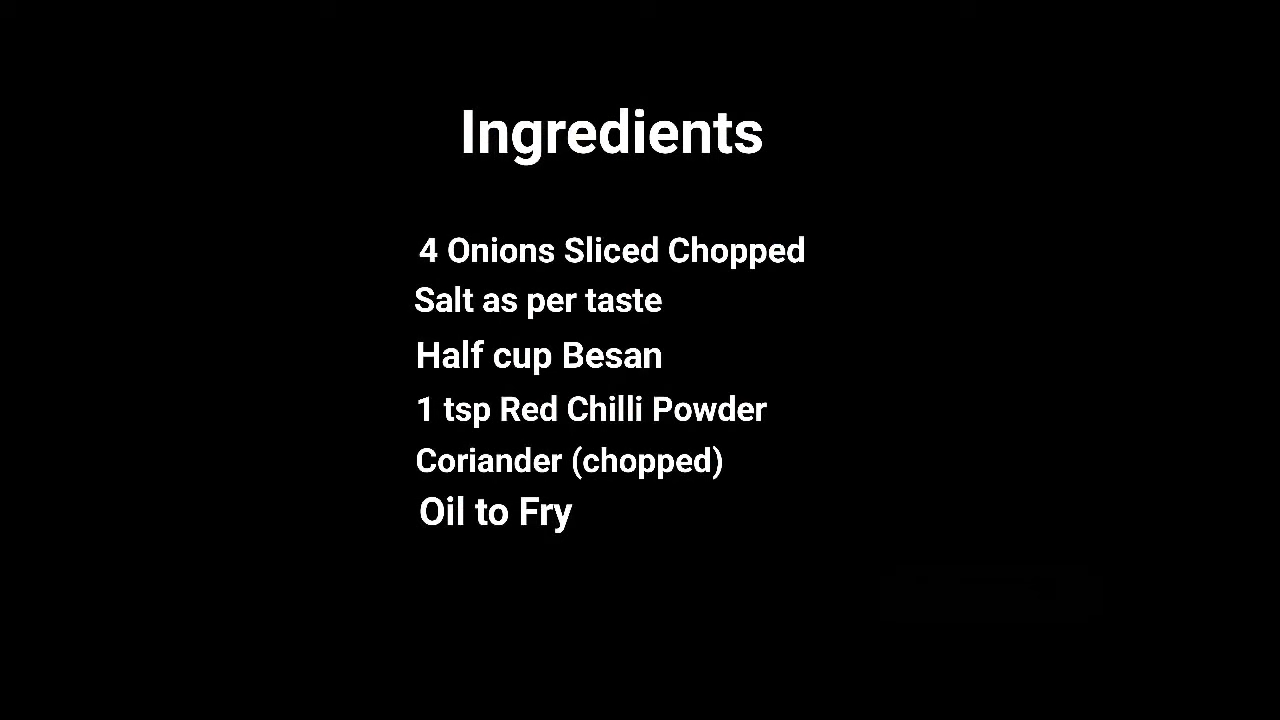 Ingredients
4 Onions Sliced Chopped
Salt as per taste
Half cup Besan
1 tsp Red Chilli Powder
Coriander (chopped)
Oil to Fry